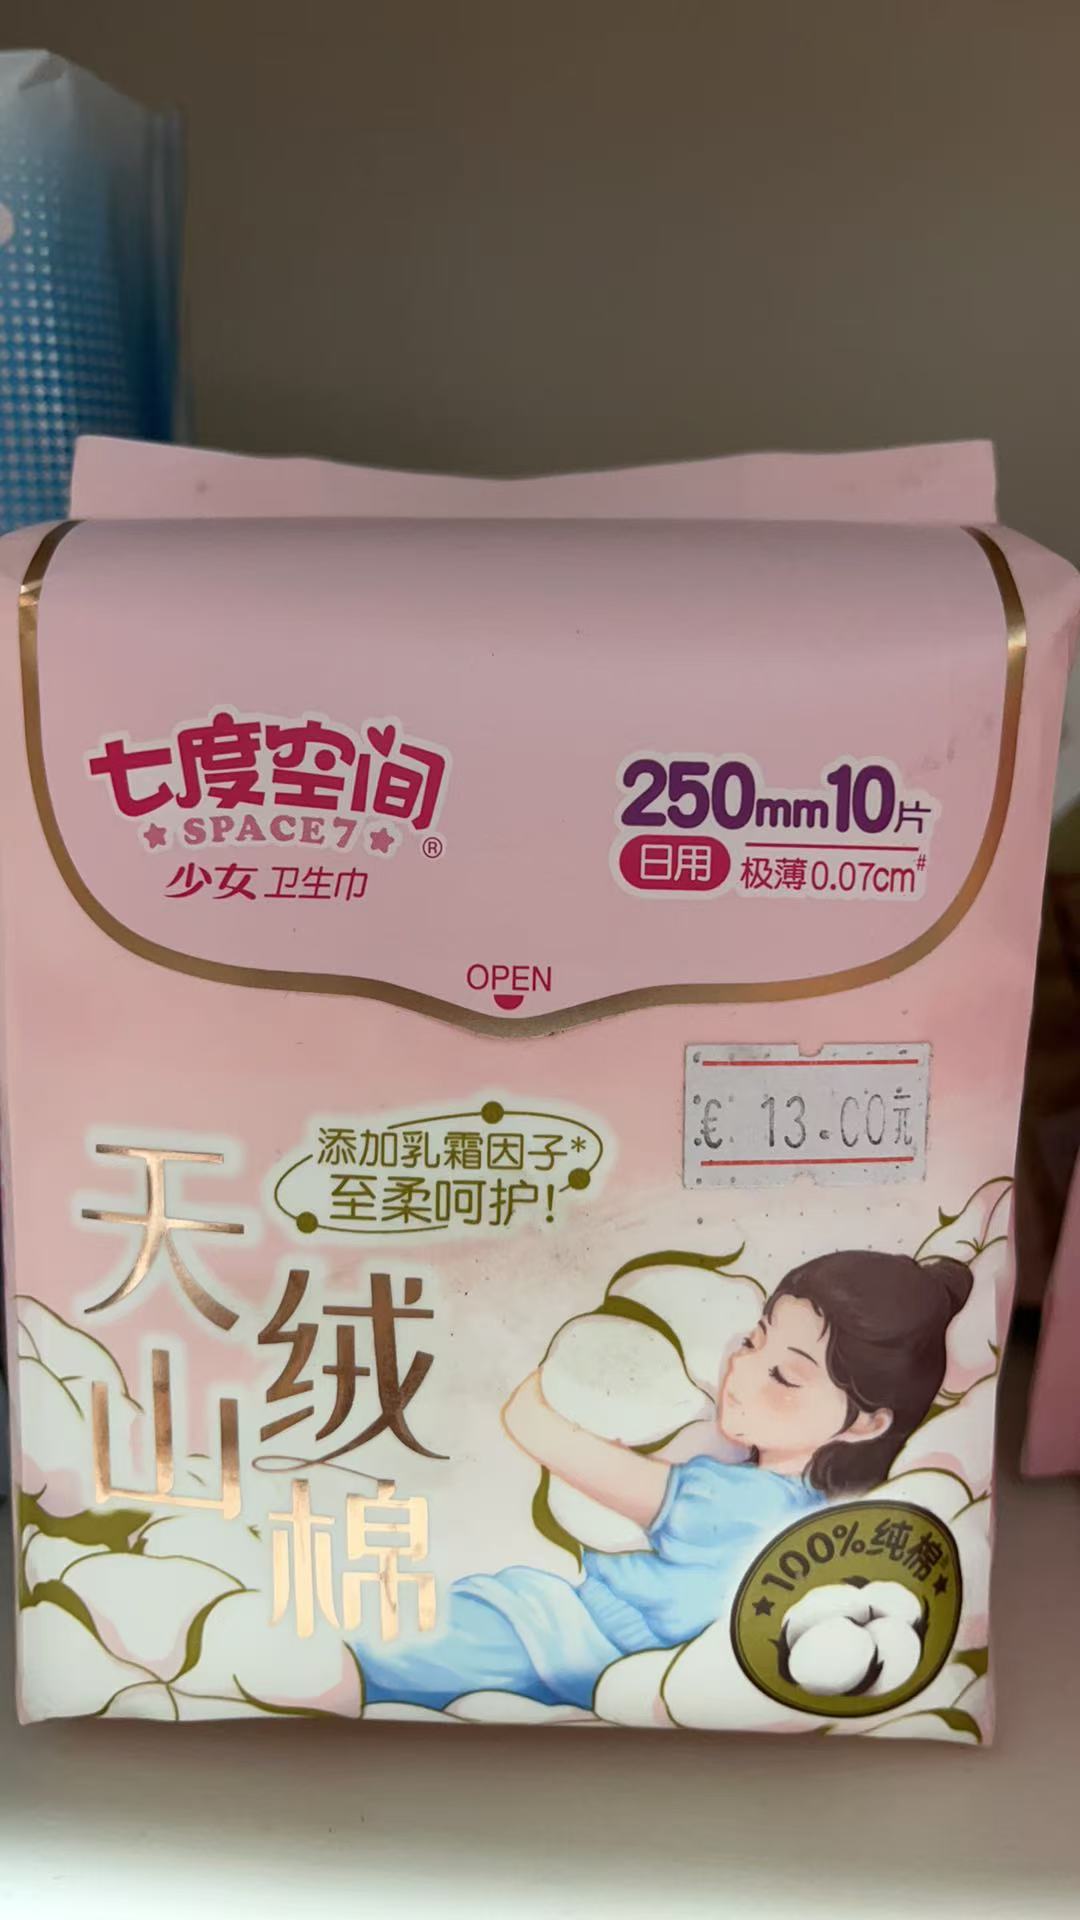 七度空间
SPACE7
®
少女 卫生巾
250mm10片
日用
极薄0.07cm#
OPEN
€ 13.00元
添加乳霜因子*
至柔呵护!
天山
绒棉
100%纯棉